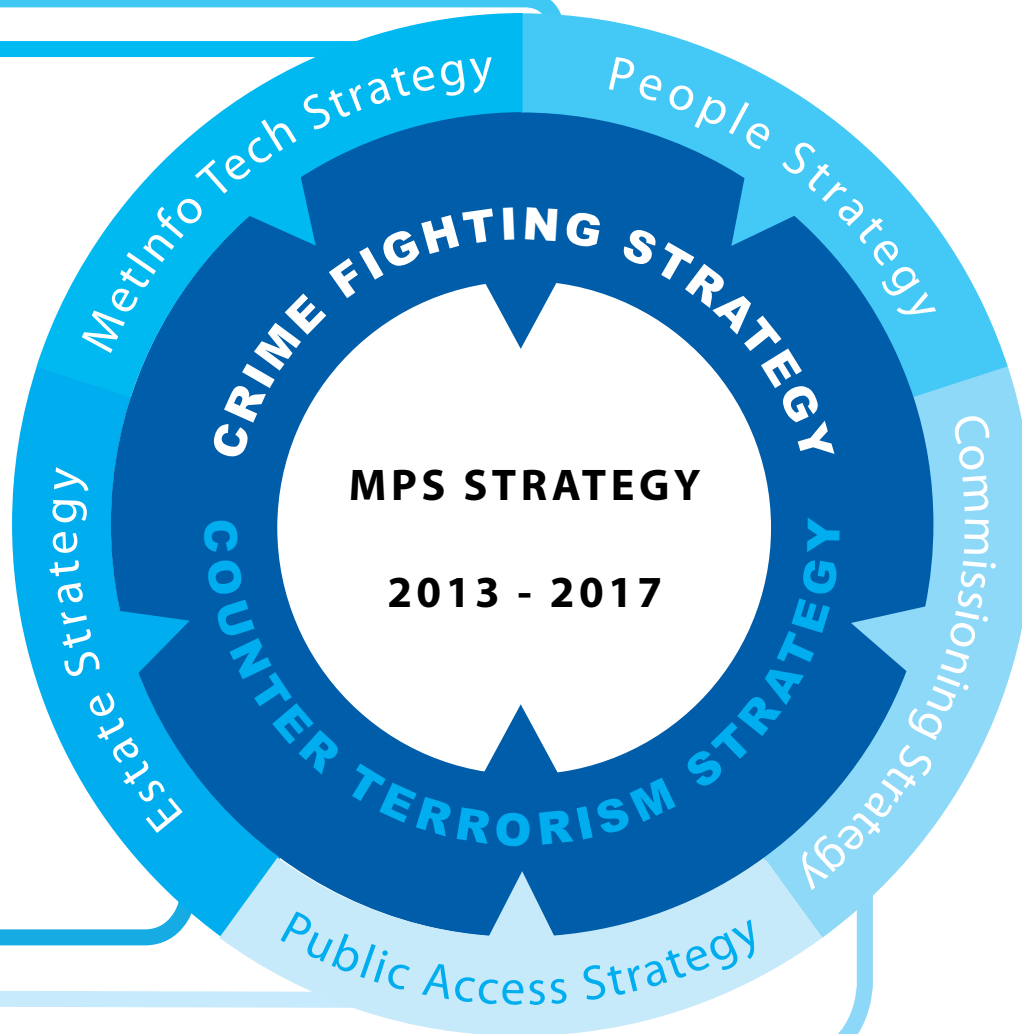 MetInfo Tech Strategy
People Strategy
CRIME FIGHTING STRATEGY
MPS STRATEGY
2013 - 2017
COUNTER TERRORISM STRATEGY
Estate Strategy
Commissioning Strategy
Public Access Strategy